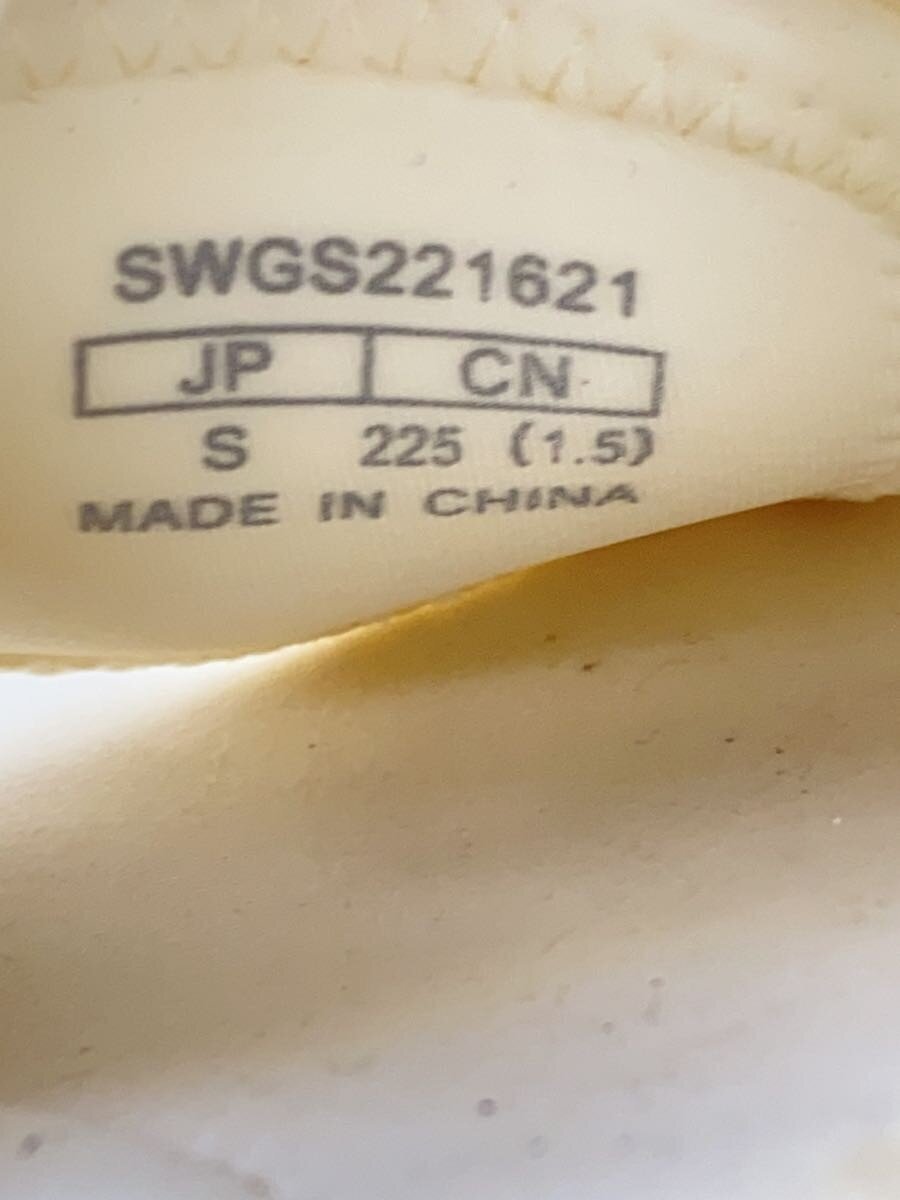 SWGS221621
JP CN
S 225 (1.5)
MADE IN CHINA